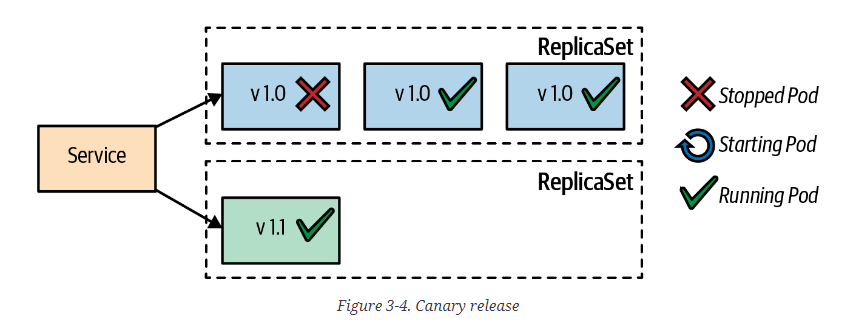 ReplicaSet
v 1.0
v 1.0
v 1.0
Stopped Pod
Service
Starting Pod
ReplicaSet
Running Pod
v 1.1
Figure 3-4. Canary release